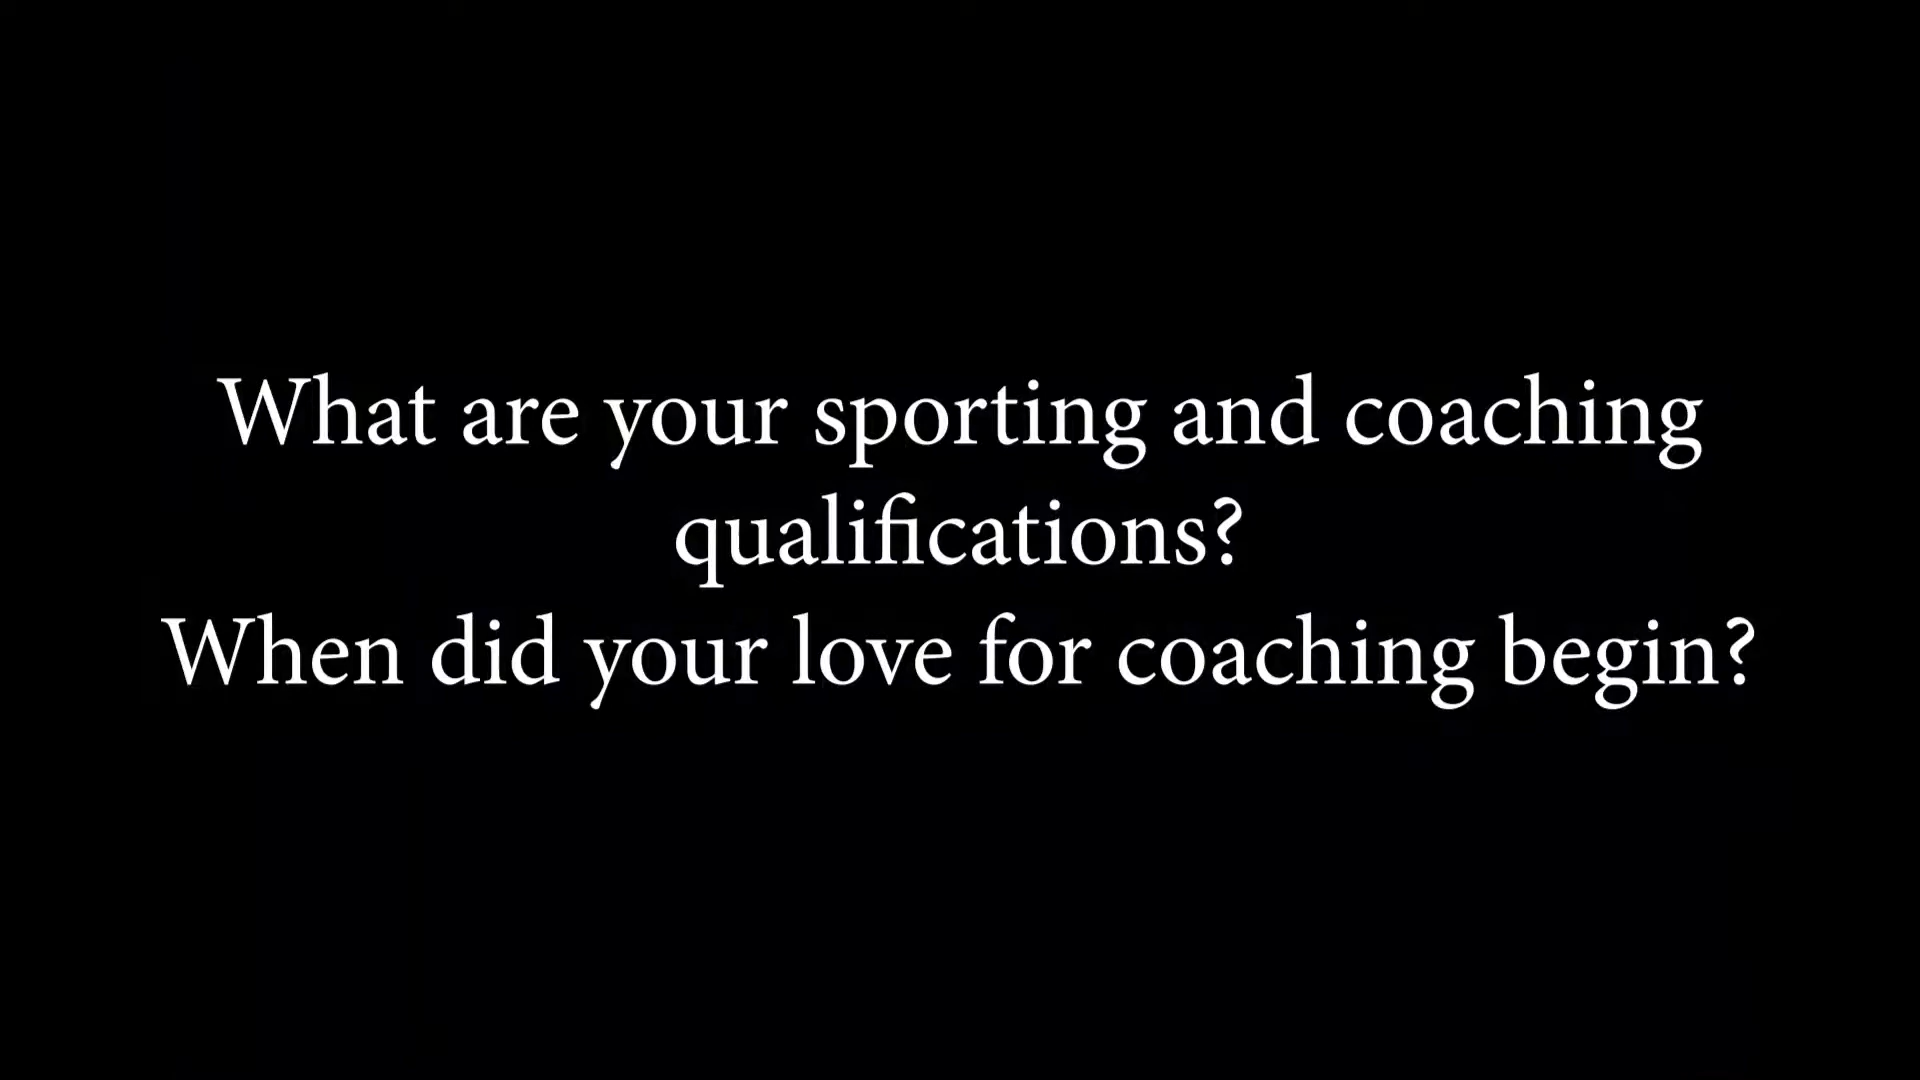 What are your sporting and coaching
qualifications?
When did your love for coaching begin?